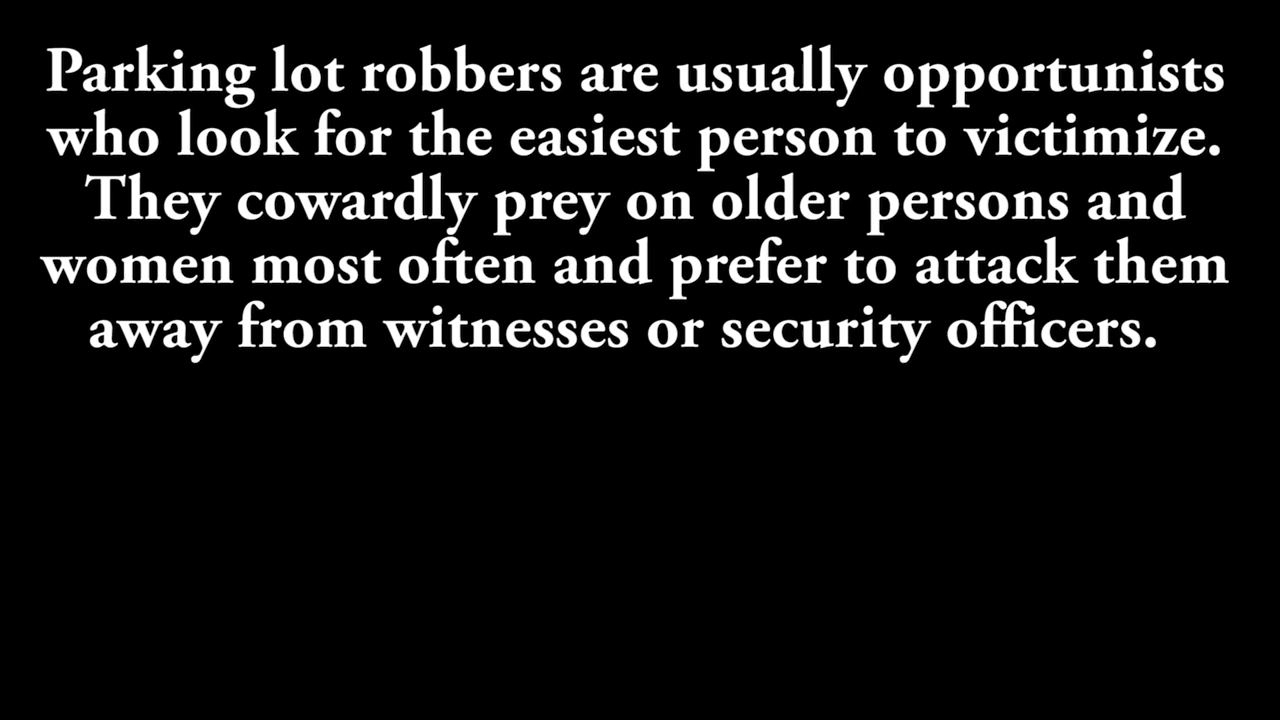 Parking lot robbers are usually opportunists
who look for the easiest person to victimize.
They cowardly prey on older persons and
women most often and prefer to attack them
away from witnesses or security officers.